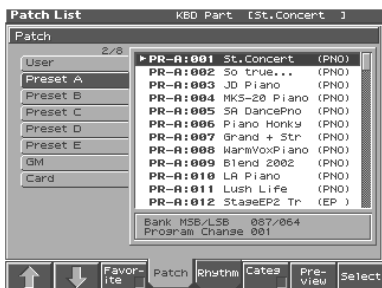 Patch List KBD Part [St.Concert ]
Patch
2/8
User
Preset A
Preset B
Preset C
Preset D
Preset E
GM
Card
PR-A:001 St.Concert (PNO)
PR-A:002 So true... (PNO)
PR-A:003 JD Piano (PNO)
PR-A:004 MKS-20 Piano (PNO)
PR-A:005 SA DancePno (PNO)
PR-A:006 Piano Honky (PNO)
PR-A:007 Grand + Str (PNO)
PR-A:008 WarmVoxPiano (PNO)
PR-A:009 Blend 2002 (PNO)
PR-A:010 LA Piano (PNO)
PR-A:011 Lush Life (PNO)
PR-A:012 StageEP2 Tr (EP )
Bank MSB/LSB 087/064
Program Change 001
Favor-ite Patch Rhythm Categ Pre-view Select